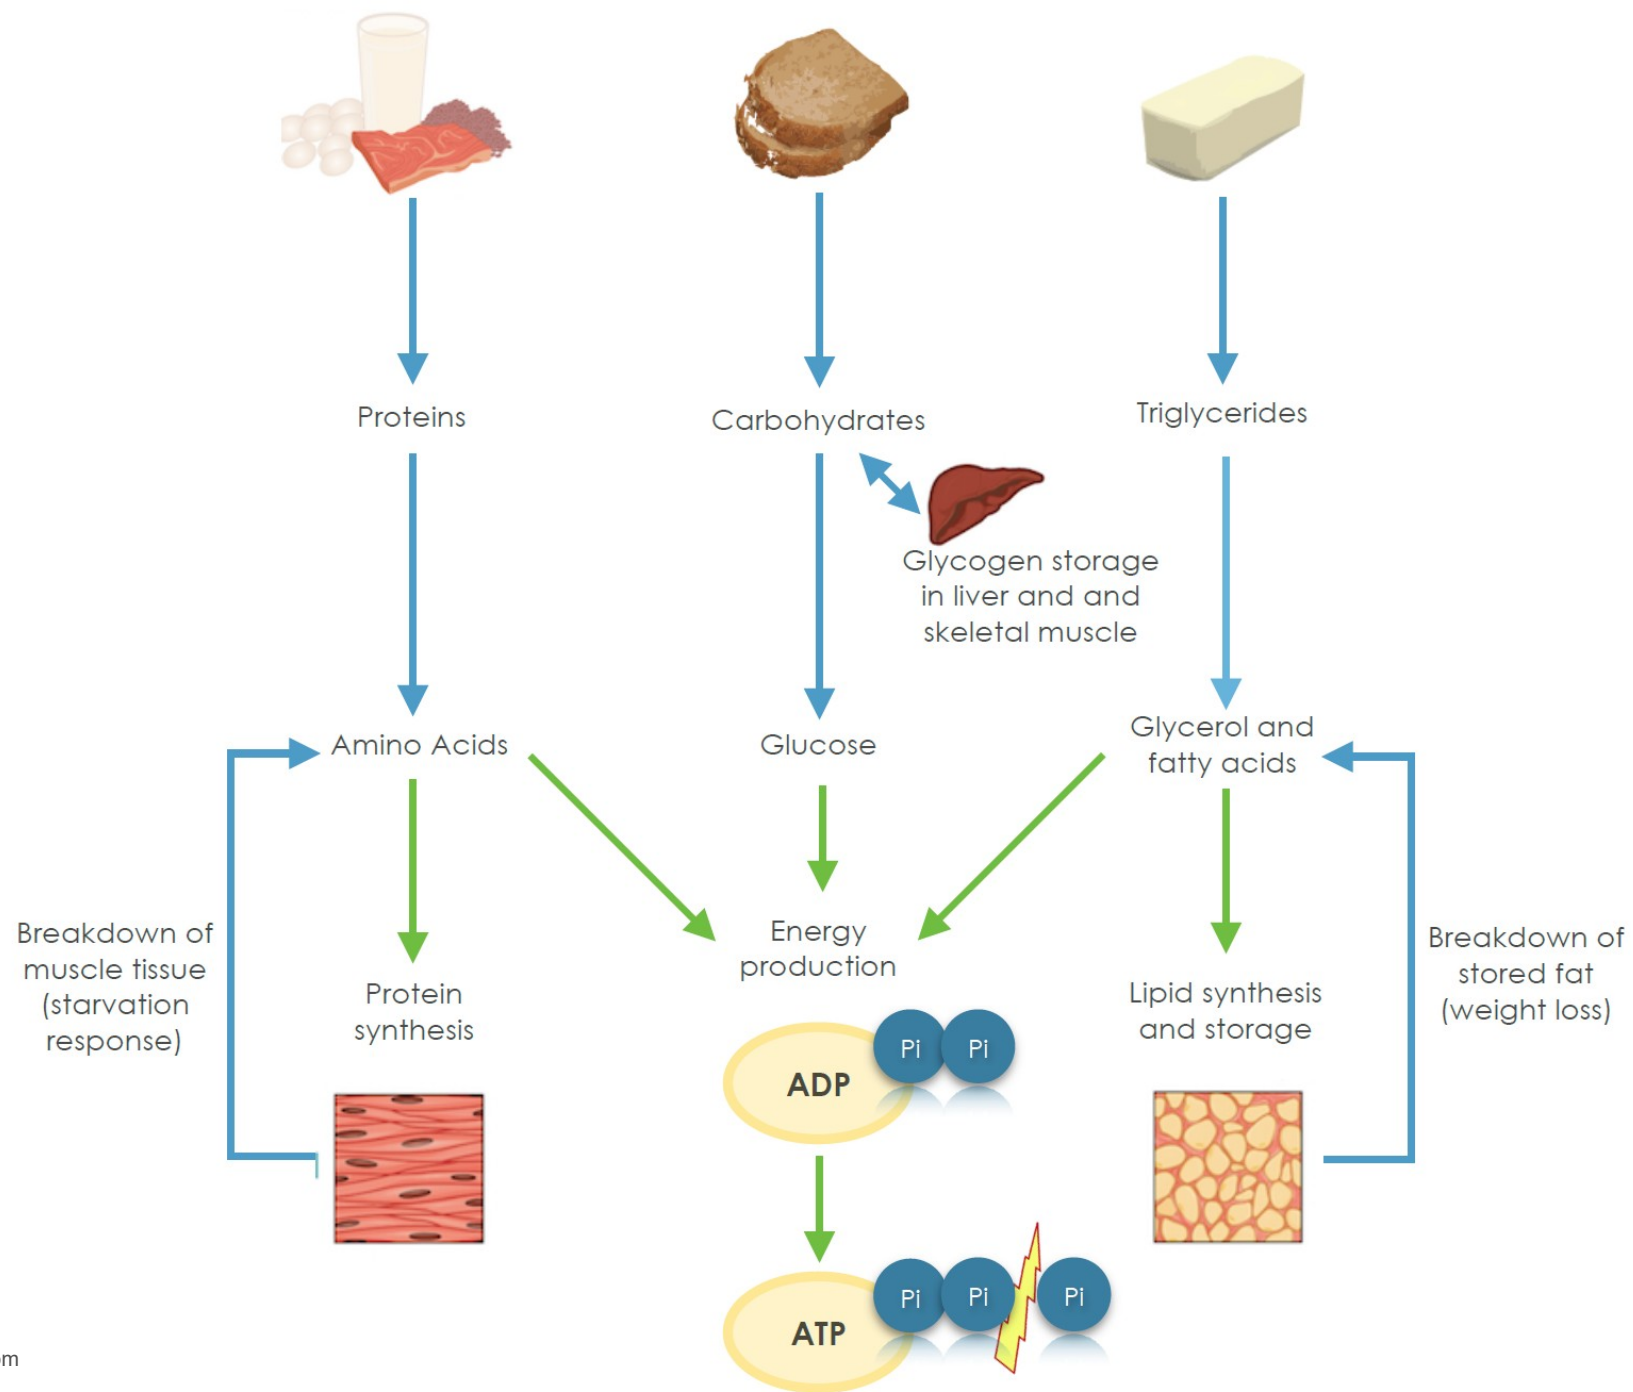 Proteins
Carbohydrates
Triglycerides
Glycogen storage
in liver and and
skeletal muscle
Amino Acids
Glucose
Glycerol and
fatty acids
Breakdown of
muscle tissue
(starvation
response)
Protein
synthesis
Energy
production
Lipid synthesis
and storage
Breakdown of
stored fat
(weight loss)
ADP
Pi
Pi
ATP
Pi
Pi
Pi